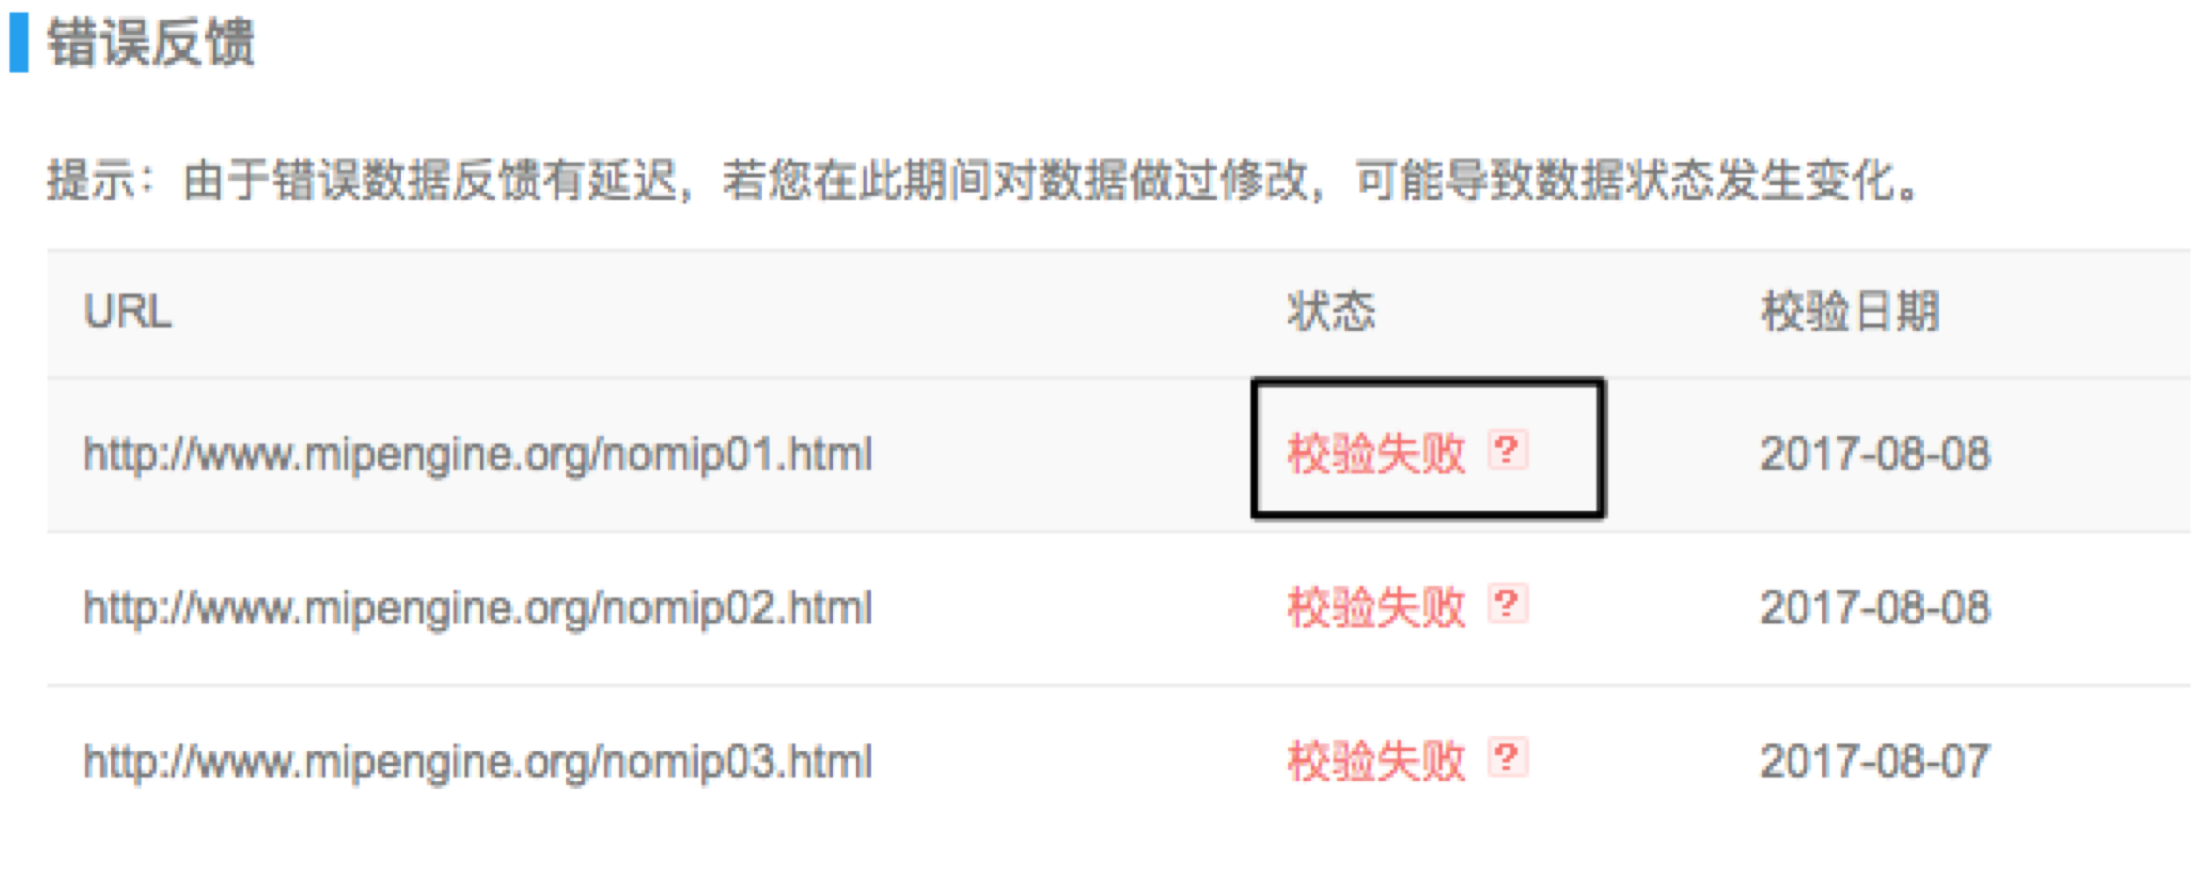 错误反馈
提示：由于错误数据反馈有延迟，若您在此期间对数据做过修改，可能导致数据状态发生变化。
URL 状态 校验日期
http://www.mipengine.org/nomip01.html 校验失败 ? 2017-08-08
http://www.mipengine.org/nomip02.html 校验失败 ? 2017-08-08
http://www.mipengine.org/nomip03.html 校验失败 ? 2017-08-07